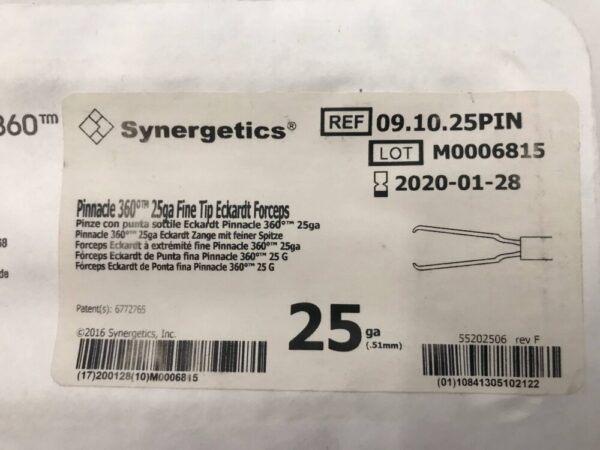 360™
Synergetics®
REF 09.10.25PIN
LOT M0006815
2020-01-28
Pinnacle 360°™ 25ga Fine Tip Eckardt Forceps
Pinze con punta sottile Eckardt Pinnacle 360°™ 25ga
Pinnacle 360°™ 25ga Eckardt Zange mit feiner Spitze
Forceps Eckardt à extrémité fine Pinnacle 360°™ 25ga
Fórceps Eckardt de Punta fina Pinnacle 360°™ 25 G
Fórceps Eckardt de Ponta fina Pinnacle 360°™ 25 G
68
de
Patent(s): 6772765
©2016 Synergetics, Inc.
25 ga
(.51mm)
55202506 rev F
(17)200128(10)M0006815
(01)10841305102122